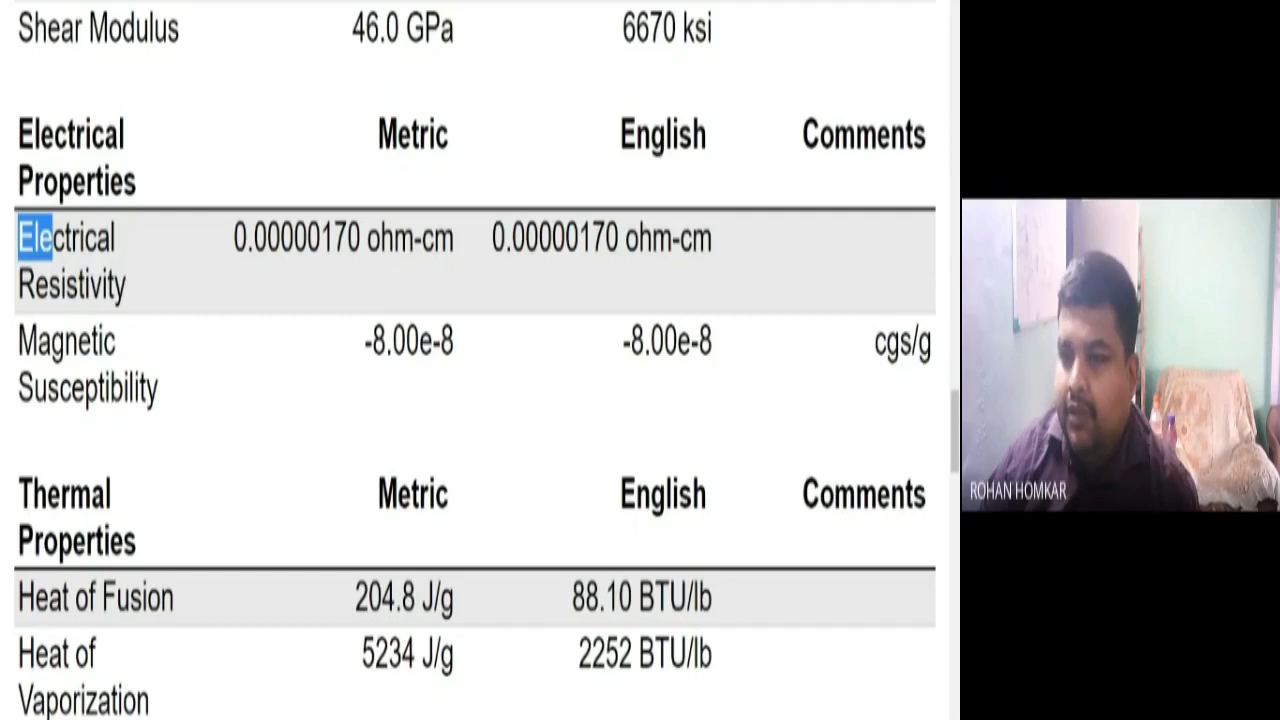 Shear Modulus 46.0 GPa 6670 ksi
Electrical Metric English Comments
Properties
Electrical 0.00000170 ohm-cm 0.00000170 ohm-cm
Resistivity
Magnetic -8.00e-8 -8.00e-8 cgs/g
Susceptibility
Thermal Metric English Comments
Properties
Heat of Fusion 204.8 J/g 88.10 BTU/lb
Heat of 5234 J/g 2252 BTU/lb
Vaporization
ROHAN HOMKAR